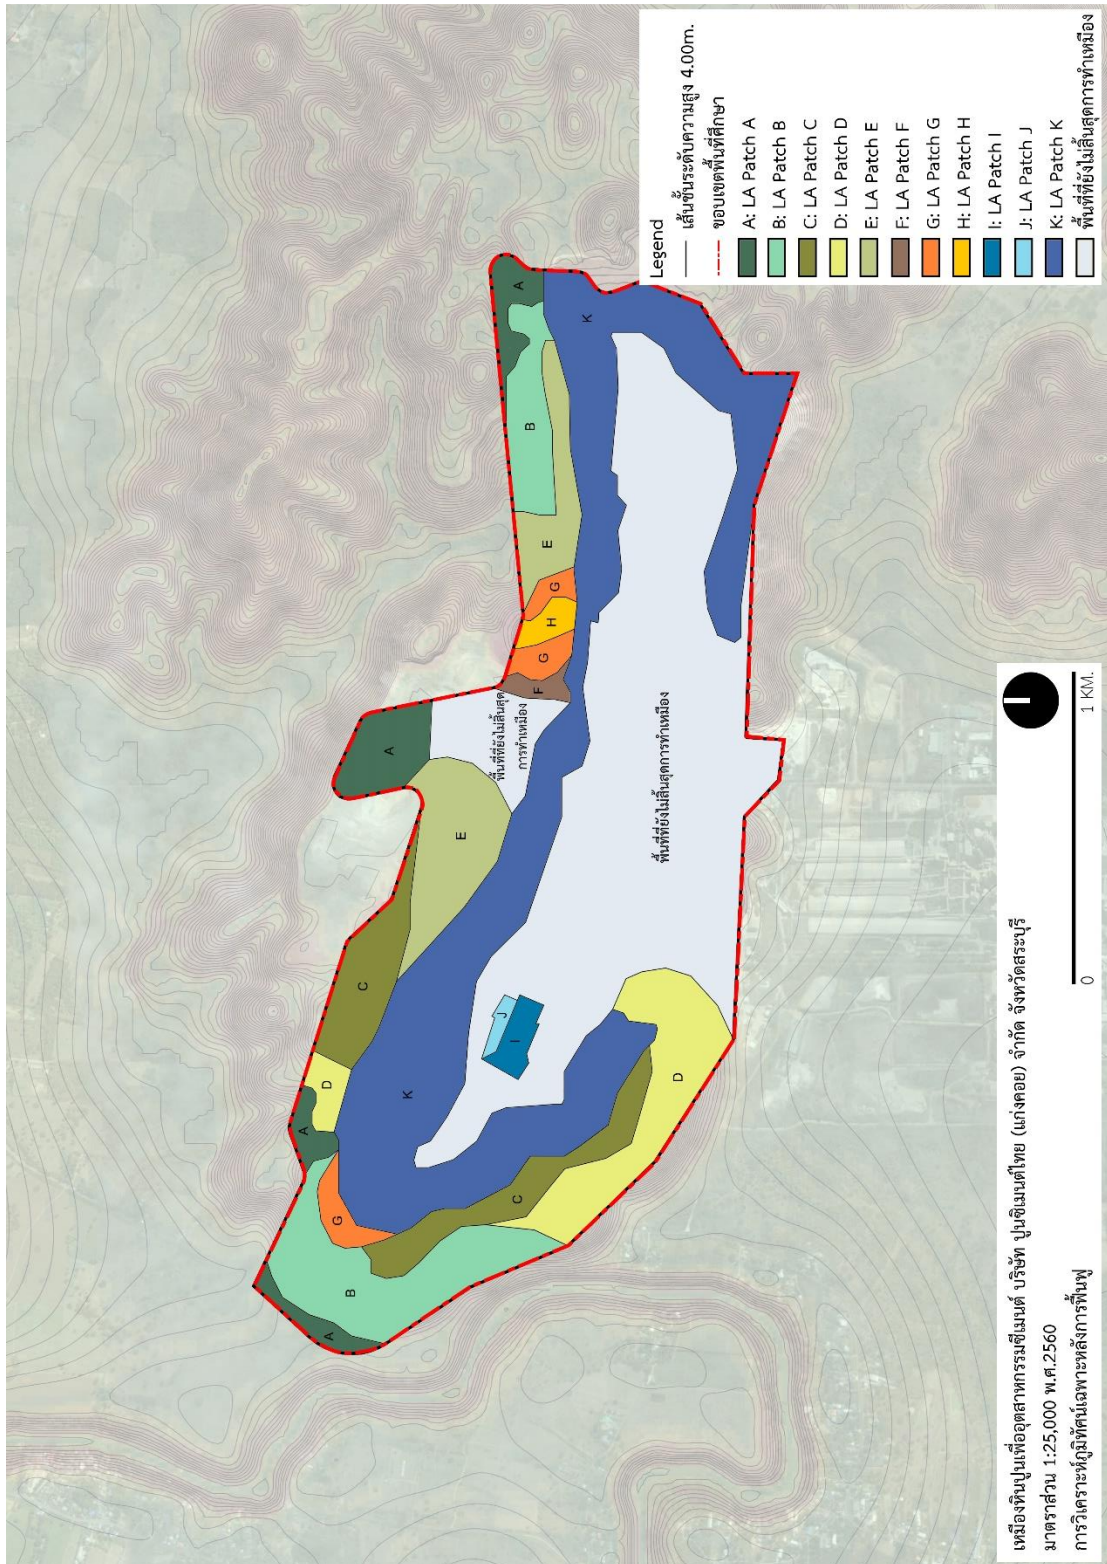 A
B
A
G
C
A
D
C
K
D
J
I
E
A
พื้นที่ยังไม่สิ้นสุด
การทำเหมือง
พื้นที่ยังไม่สิ้นสุดการทำเหมือง
F
G
H
G
E
B
A
K
Legend
เส้นชั้นระดับความสูง 4.00m.
ขอบเขตพื้นที่ศึกษา
A: LA Patch A
B: LA Patch B
C: LA Patch C
D: LA Patch D
E: LA Patch E
F: LA Patch F
G: LA Patch G
H: LA Patch H
I: LA Patch I
J: LA Patch J
K: LA Patch K
พื้นที่ยังไม่สิ้นสุดการทำเหมือง
เหมืองหินปูนเพื่ออุตสาหกรรมซีเมนต์ บริษัท ปูนซิเมนต์ไทย (แก่งคอย) จำกัด จังหวัดสระบุรี
มาตราส่วน 1:25,000 พ.ศ.2560
การวิเคราะห์ภูมิทัศน์เฉพาะหลังการฟื้นฟู
0
1 KM.